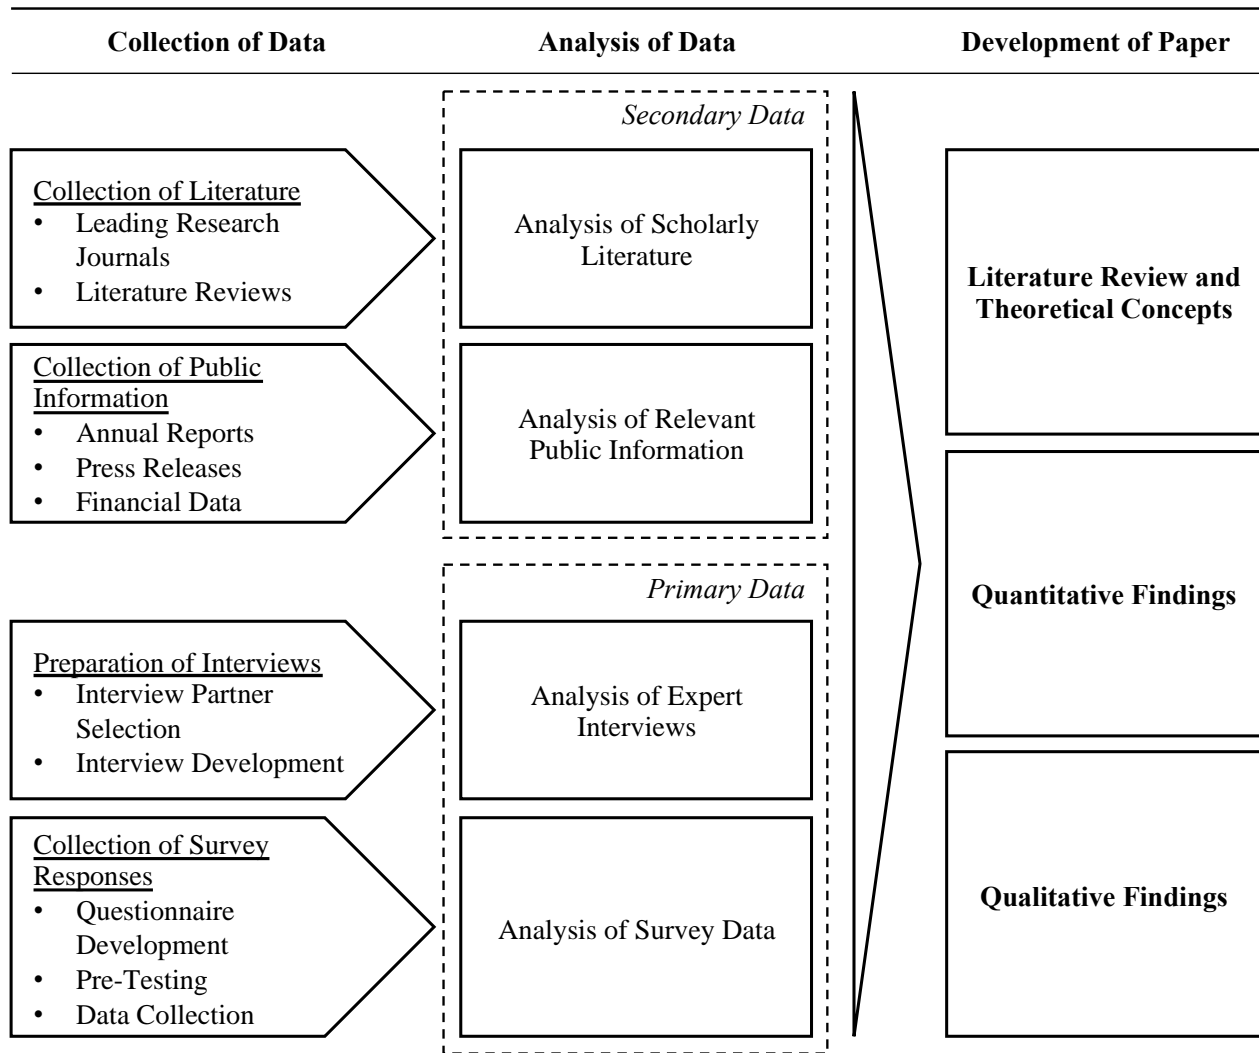 Collection of Data
Analysis of Data
Development of Paper
Secondary Data
Collection of Literature
• Leading Research
Journals
• Literature Reviews
Analysis of Scholarly
Literature
Literature Review and
Theoretical Concepts
Collection of Public
Information
• Annual Reports
• Press Releases
• Financial Data
Analysis of Relevant
Public Information
Quantitative Findings
Primary Data
Preparation of Interviews
• Interview Partner
Selection
• Interview Development
Analysis of Expert
Interviews
Qualitative Findings
Collection of Survey
Responses
• Questionnaire
Development
• Pre-Testing
• Data Collection
Analysis of Survey Data